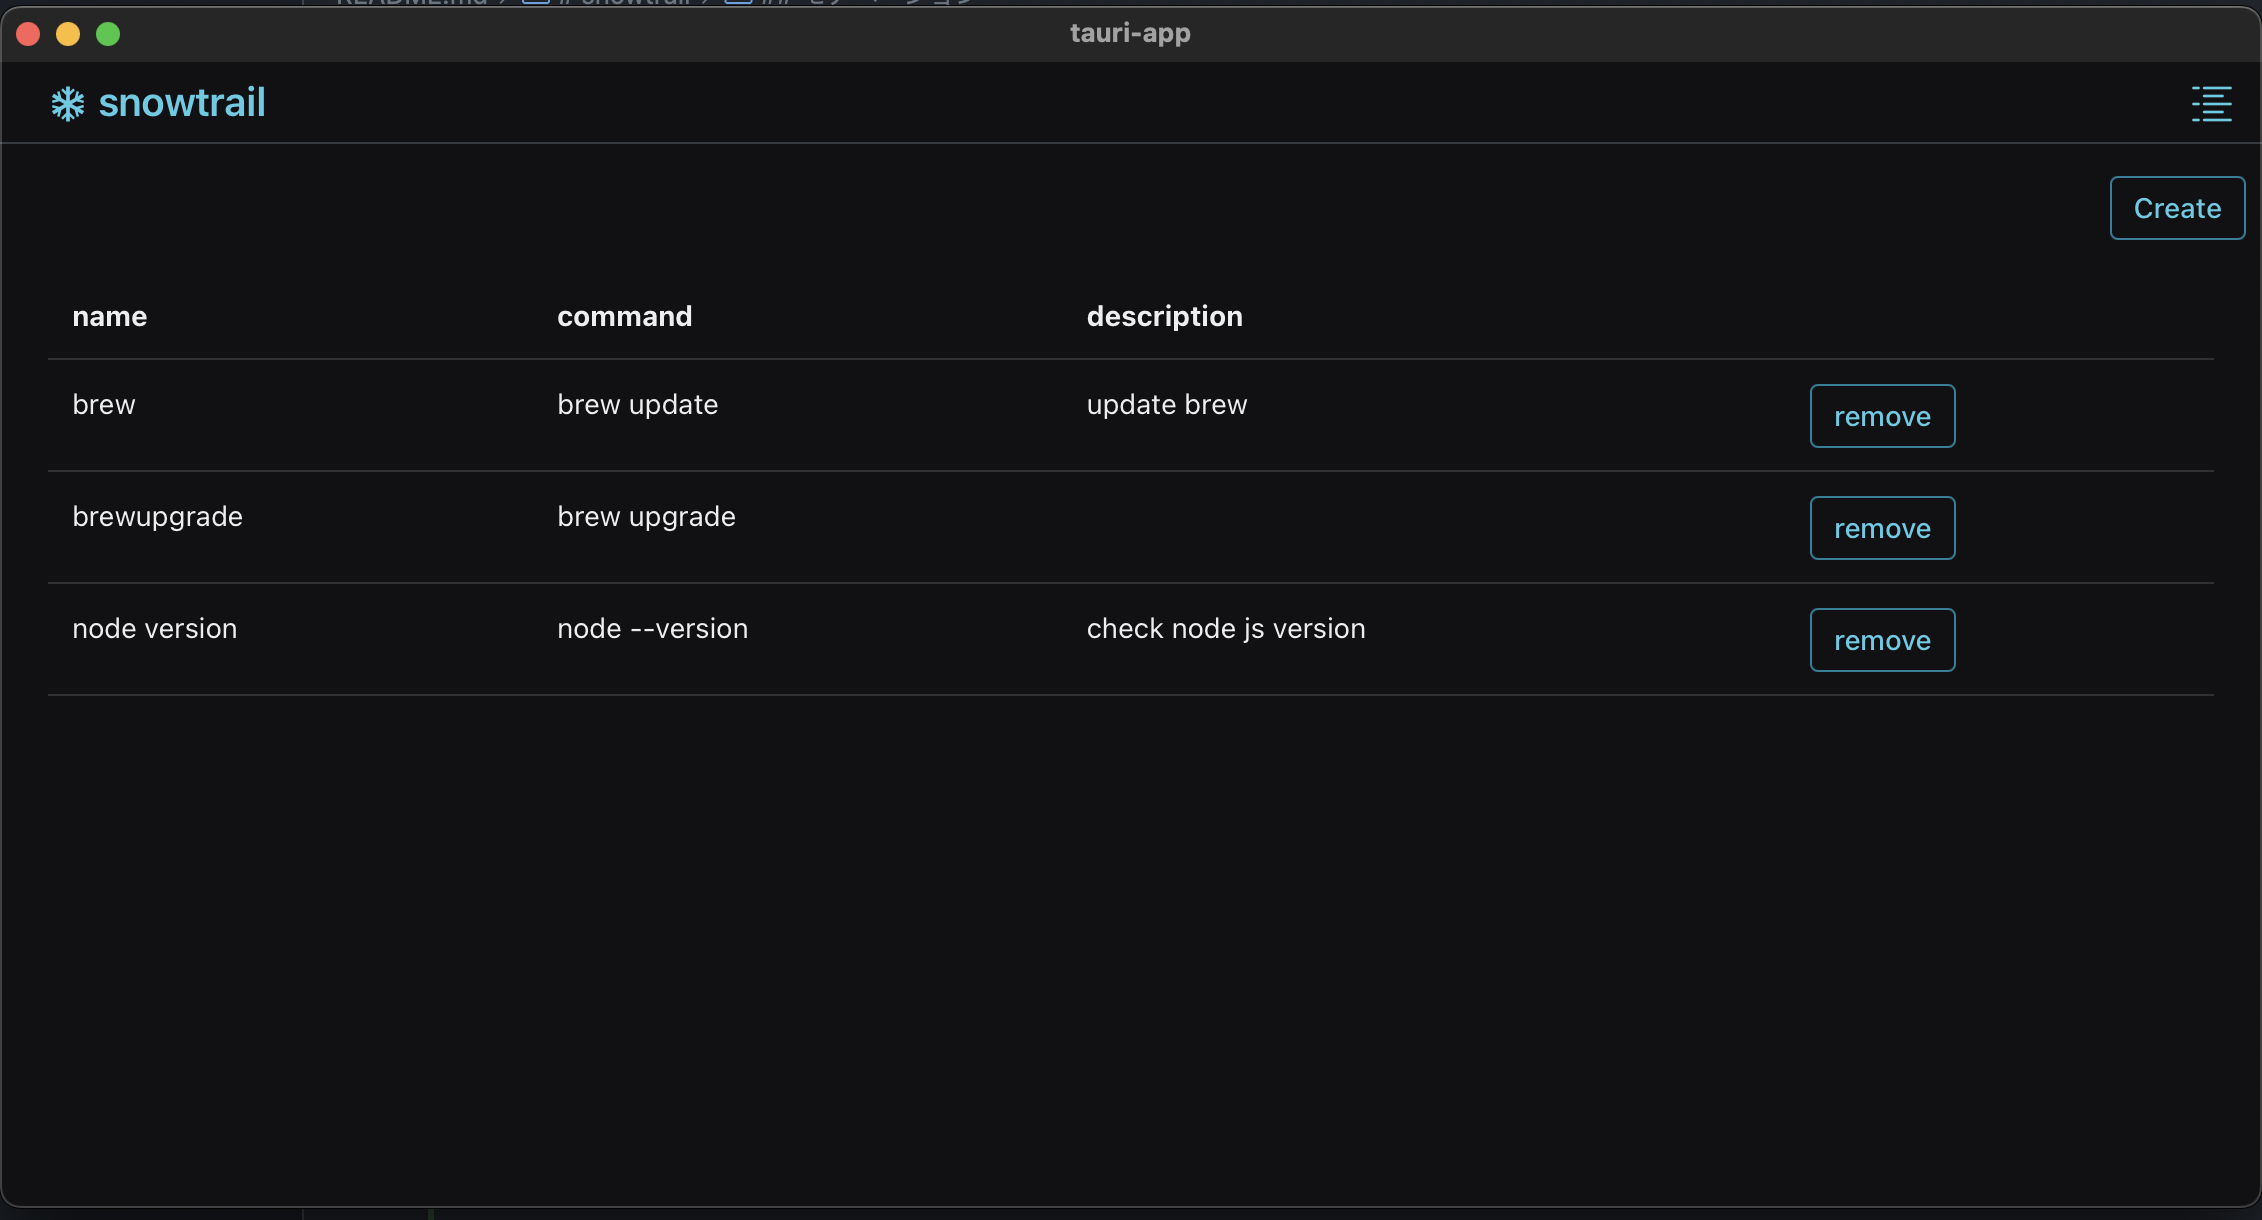 tauri-app
snowtrail
Create
name command description
brew brew update update brew remove
brewupgrade brew upgrade remove
node version node --version check node js version remove